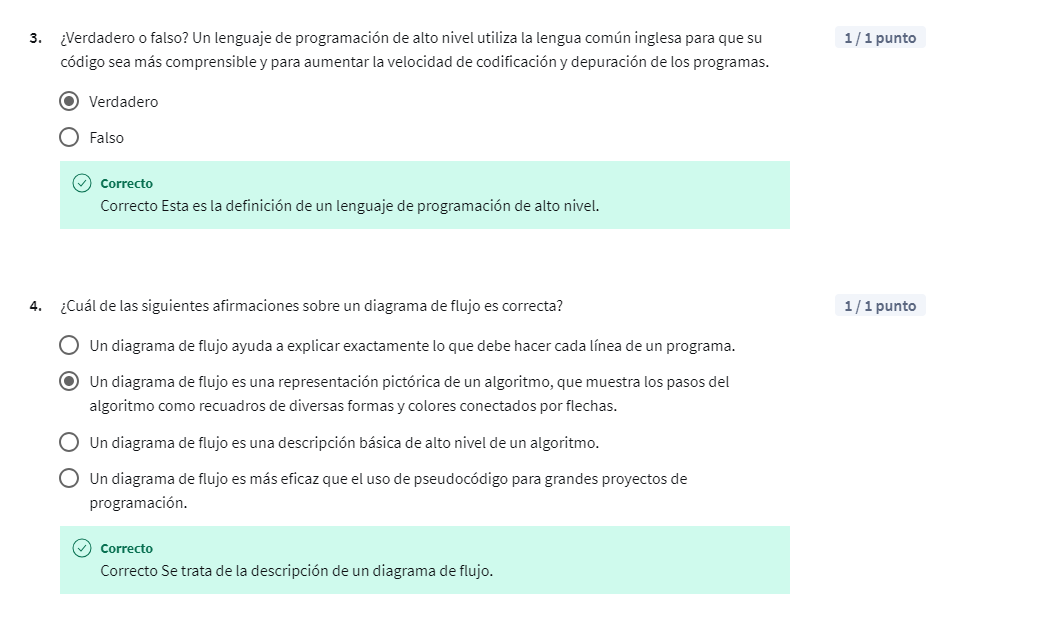 3. ¿Verdadero o falso? Un lenguaje de programación de alto nivel utiliza la lengua común inglesa para que su
código sea más comprensible y para aumentar la velocidad de codificación y depuración de los programas.
1 / 1 punto
Verdadero
Falso
Correcto
Correcto Esta es la definición de un lenguaje de programación de alto nivel.
4. ¿Cuál de las siguientes afirmaciones sobre un diagrama de flujo es correcta?
1 / 1 punto
Un diagrama de flujo ayuda a explicar exactamente lo que debe hacer cada línea de un programa.
Un diagrama de flujo es una representación pictórica de un algoritmo, que muestra los pasos del
algoritmo como recuadros de diversas formas y colores conectados por flechas.
Un diagrama de flujo es una descripción básica de alto nivel de un algoritmo.
Un diagrama de flujo es más eficaz que el uso de pseudocódigo para grandes proyectos de
programación.
Correcto
Correcto Se trata de la descripción de un diagrama de flujo.